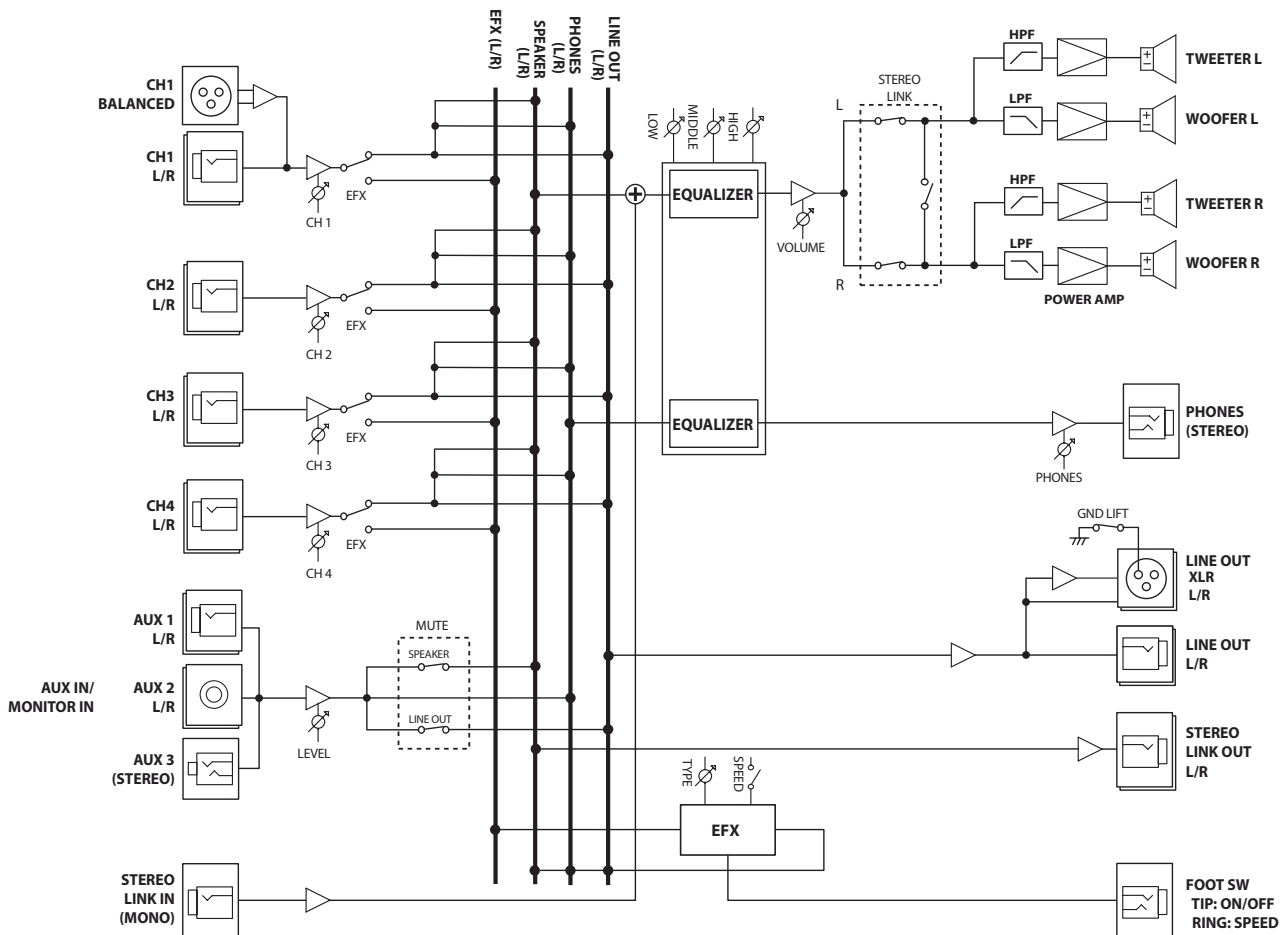 EFX (L/R)
SPEAKER
(L/R)
PHONES
(L/R)
LINE OUT
(L/R)
CH1
BALANCED
CH1
L/R
CH 1
EFX
CH2
L/R
CH 2
EFX
CH3
L/R
CH 3
EFX
CH4
L/R
CH 4
EFX
AUX IN/
MONITOR IN
AUX 1
L/R
AUX 2
L/R
AUX 3
(STEREO)
LEVEL
MUTE
SPEAKER
LINE OUT
STEREO
LINK IN
(MONO)
LOW
MIDDLE
HIGH
EQUALIZER
EQUALIZER
VOLUME
L
R
STEREO
LINK
HPF
TWEETER L
LPF
WOOFER L
HPF
TWEETER R
LPF
WOOFER R
POWER AMP
PHONES
PHONES
(STEREO)
GND LIFT
LINE OUT
XLR
L/R
LINE OUT
L/R
STEREO
LINK OUT
L/R
TYPE
SPEED
EFX
FOOT SW
TIP: ON/OFF
RING: SPEED